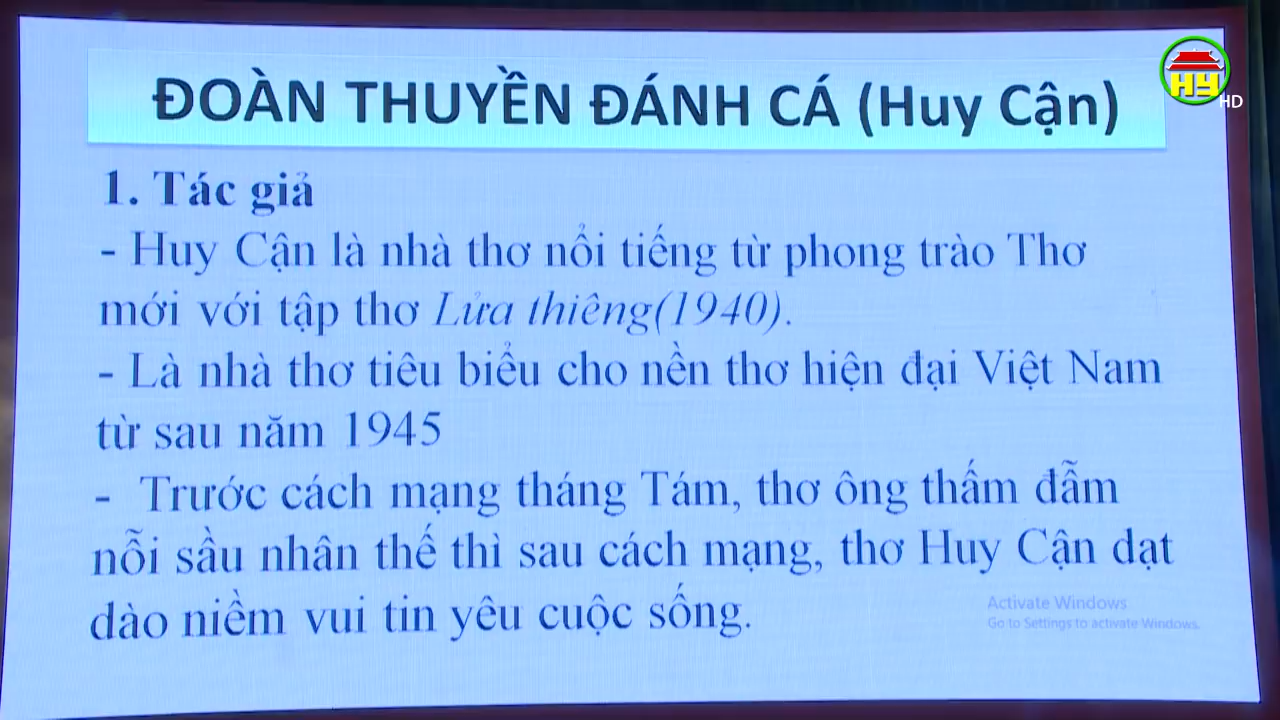 ĐOÀN THUYỀN ĐÁNH CÁ (Huy Cận)
HY
HD
1. Tác giả
- Huy Cận là nhà thơ nổi tiếng từ phong trào Thơ
mới với tập thơ Lửa thiêng(1940).
- Là nhà thơ tiêu biểu cho nền thơ hiện đại Việt Nam
từ sau năm 1945
- Trước cách mạng tháng Tám, thơ ông thấm đẫm
nỗi sầu nhân thế thì sau cách mạng, thơ Huy Cận dạt
dào niềm vui tin yêu cuộc sống.
Activate Windows
Go to Settings to activate Windows.